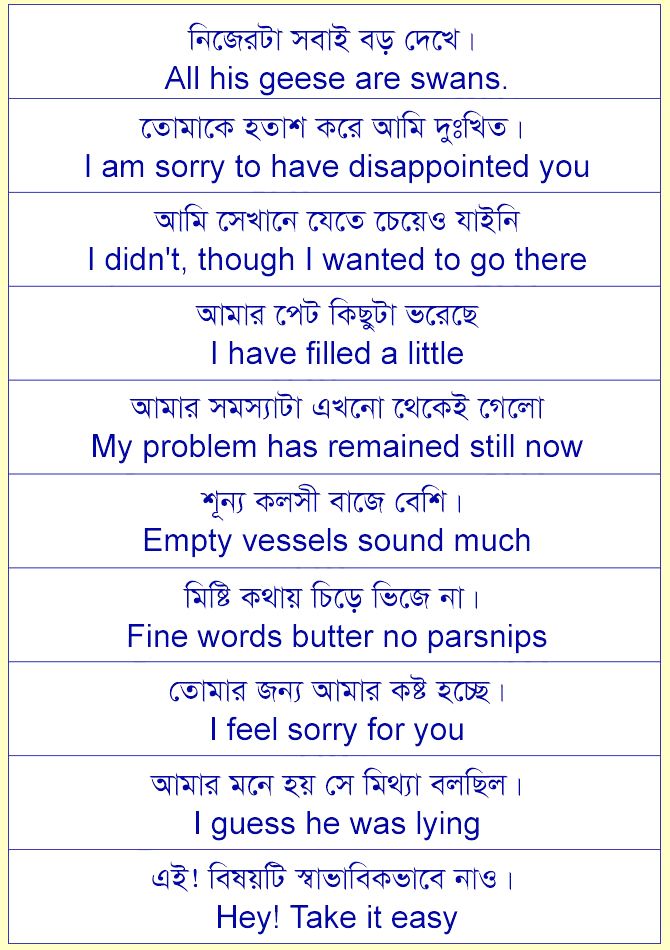 নিজেরটা সবাই বড় দেখে।
All his geese are swans.
তোমাকে হতাশ করে আমি দুঃখিত।
I am sorry to have disappointed you
আমি সেখানে যেতে চেয়েও যাইনি
I didn't, though I wanted to go there
আমার পেট কিছুটা ভরেছে
I have filled a little
আমার সমস্যাটা এখনো থেকেই গেলো
My problem has remained still now
শূন্য কলসী বাজে বেশি।
Empty vessels sound much
মিষ্টি কথায় চিড়ে ভিজে না।
Fine words butter no parsnips
তোমার জন্য আমার কষ্ট হচ্ছে।
I feel sorry for you
আমার মনে হয় সে মিথ্যা বলছিল।
I guess he was lying
এই! বিষয়টি স্বাভাবিকভাবে নাও।
Hey! Take it easy